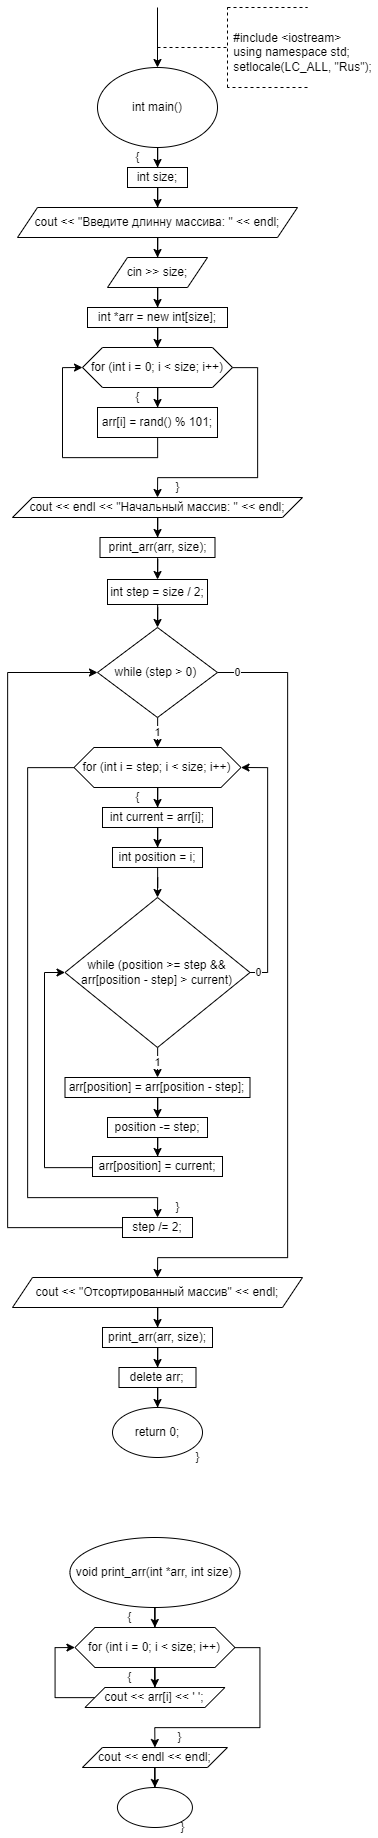 #include <iostream>
using namespace std;
setlocale(LC_ALL, "Rus");
int main()
{
int size;
cout << "Введите длинну массива: " << endl;
cin >> size;
int *arr = new int[size];
for (int i = 0; i < size; i++)
{
arr[i] = rand() % 101;
}
cout << endl << "Начальный массив: " << endl;
print_arr(arr, size);
int step = size / 2;
while (step > 0)
0
1
for (int i = step; i < size; i++)
{
int current = arr[i];
int position = i;
while (position >= step &&
arr[position - step] > current)
0
1
arr[position] = arr[position - step];
position -= step;
arr[position] = current;
}
step /= 2;
cout << "Отсортированный массив" << endl;
print_arr(arr, size);
delete arr;
return 0;
}
void print_arr(int *arr, int size)
{
for (int i = 0; i < size; i++)
{
cout << arr[i] << ' ';
}
cout << endl << endl;
}